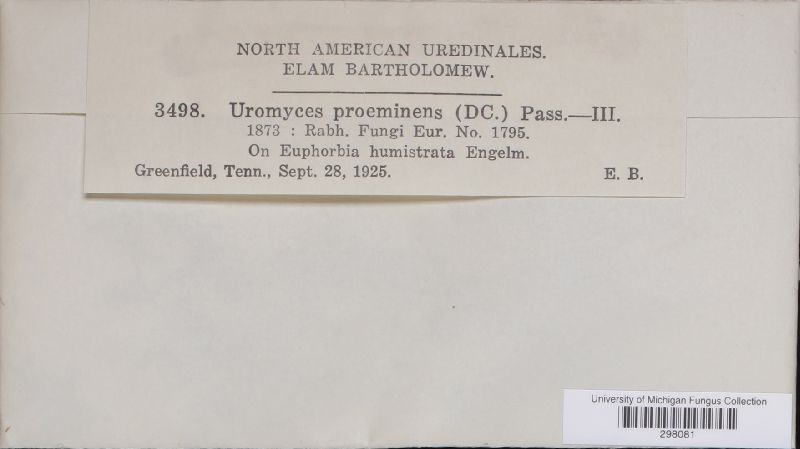 NORTH AMERICAN UREDINALES.
ELAM BARTHOLOMEW.
3498. Uromyces proeminens (DC.) Pass.—III.
1873 : Rabh. Fungi Eur. No. 1795.
On Euphorbia humistrata Engelm.
Greenfield, Tenn., Sept. 28, 1925. E. B.
University of Michigan Fungus Collection
298081